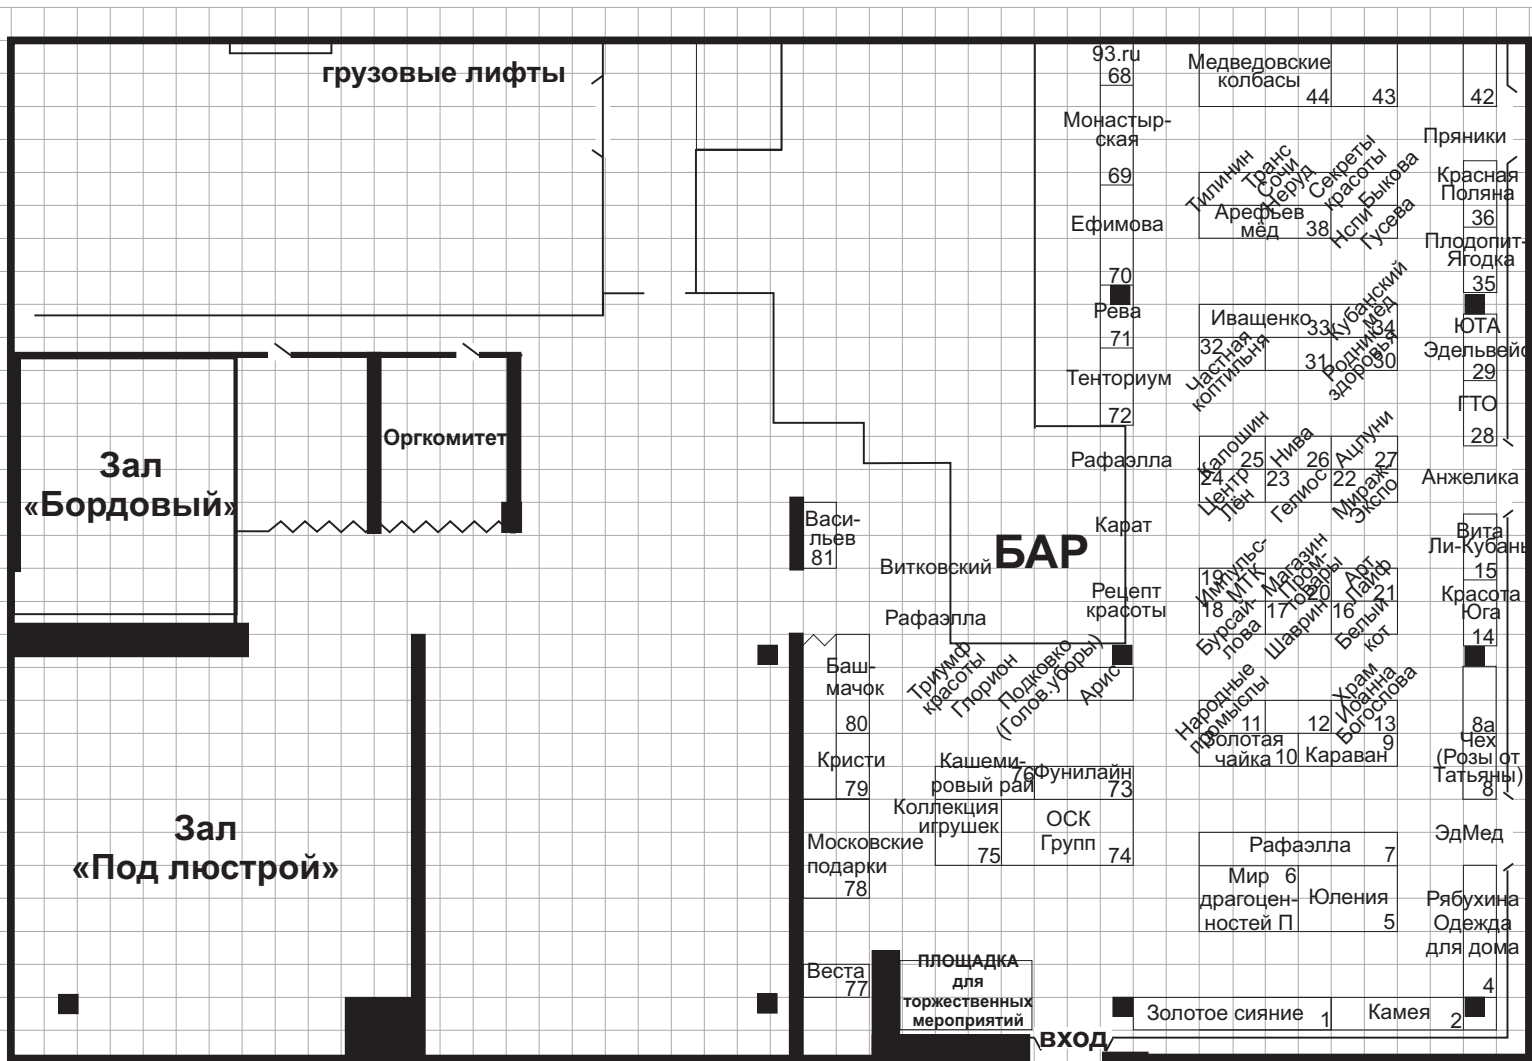 грузовые лифты
Зал
«Бордовый»
Оргкомитет
Зал
«Под люстрой»
БАР
93.ru
68
Монастыр-
ская
69
Ефимова
70
Рева
71
Тенториум
72
Рафаэлла
Карат
Рецепт
красоты
Витковский
Рафаэлла
Васи-
льев
81
Баш-
мачок
80
Кристи
79
Московские
подарки
78
Веста
77
Триумф
красоты
Глорион
Подковко
(Голов.уборы)
Арис
Кашеми-
ровый рай
76
Фунилайн
73
Коллекция
игрушек
75
ОСК
Групп
74
ПЛОЩАДКА
для
торжественных
мероприятий
вход
Медведовские
колбасы
44
43
42
Тилинин
Транс
Сочи
Неруд
Секреты
красоты
Быкова
Арефьев
мёд
38
Нспи
Гусева
Пряники
Красная
Поляна
36
Плодопит-
Ягодка
35
Иващенко
33
Кубанский
мёд
34
32
Частная
коптильня
31
Родник
здоровья
30
ЮТА
Эдельвейс
29
ГТО
28
Калошин
25
Нива
26
Ацпуни
27
24
Центр
Лён
23
Гелиос
22
Мираж-
Экспо
Анжелика
Вита
Ли-Кубань
15
Красота
Юга
14
19
Импульс-
МТК
Магазин
Пром-
товары
20
Арт
Лайф
21
18
Бурсай-
лова
17
Шаврин
16
Белый
кот
Народные
промыслы
11
12
Храм
Иоанна
Богослова
13
Золотая
чайка
10
Караван
9
8а
Чех
(Розы от
Татьяны)
8
ЭдМед
Рафаэлла
7
Мир
драгоцен-
ностей П
6
Юления
5
Рябухина
Одежда
для дома
4
Золотое сияние
1
Камея
2